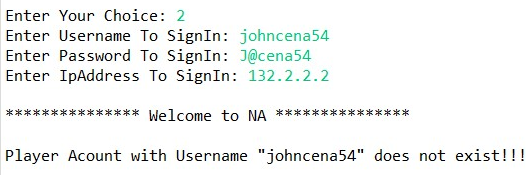 Enter Your Choice: 2
Enter Username To SignIn: johncena54
Enter Password To SignIn: J@cena54
Enter IpAddress To SignIn: 132.2.2.2
*************** Welcome to NA ***************
Player Acount with Username "johncena54" does not exist!!!